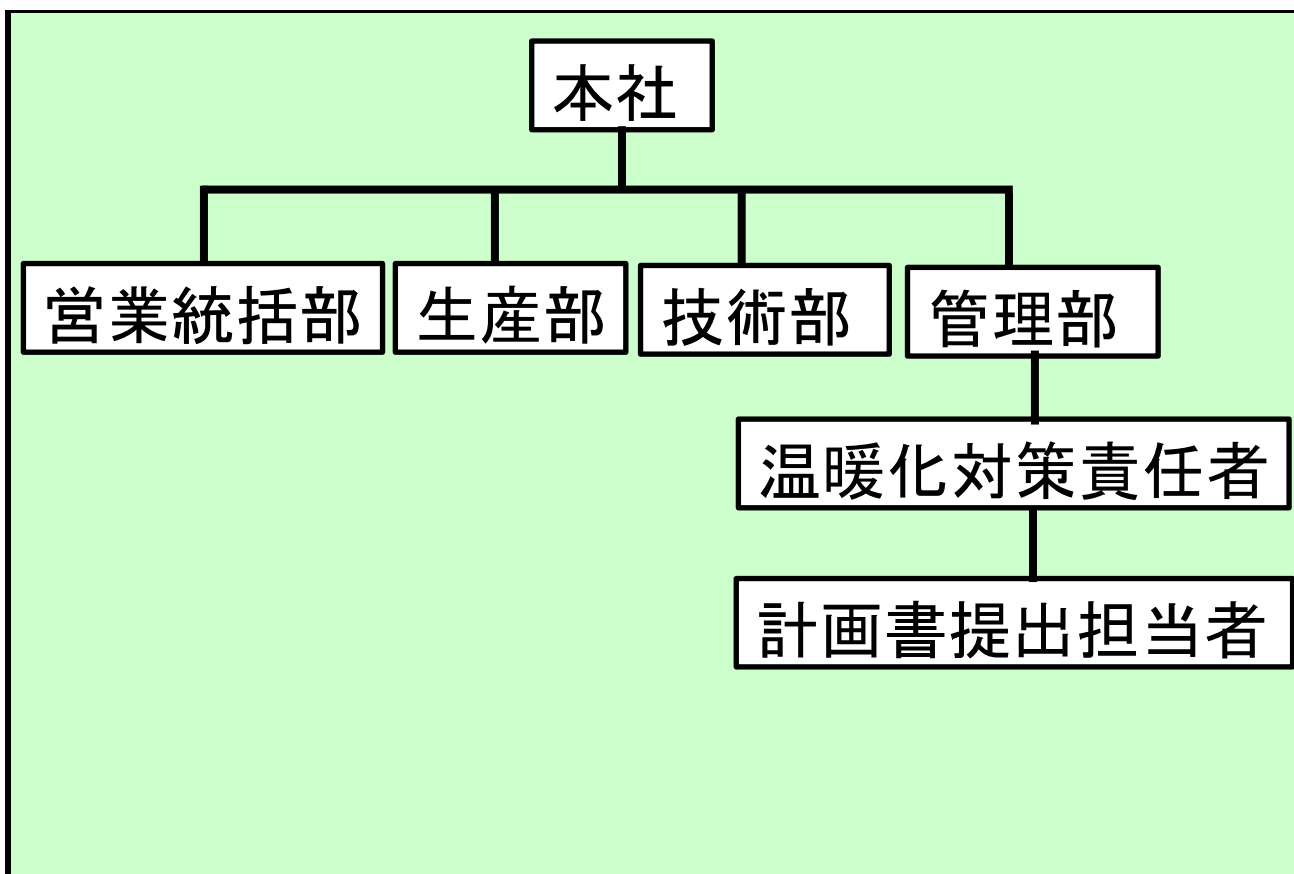 本社
営業統括部
生産部
技術部
管理部
温暖化対策責任者
計画書提出担当者